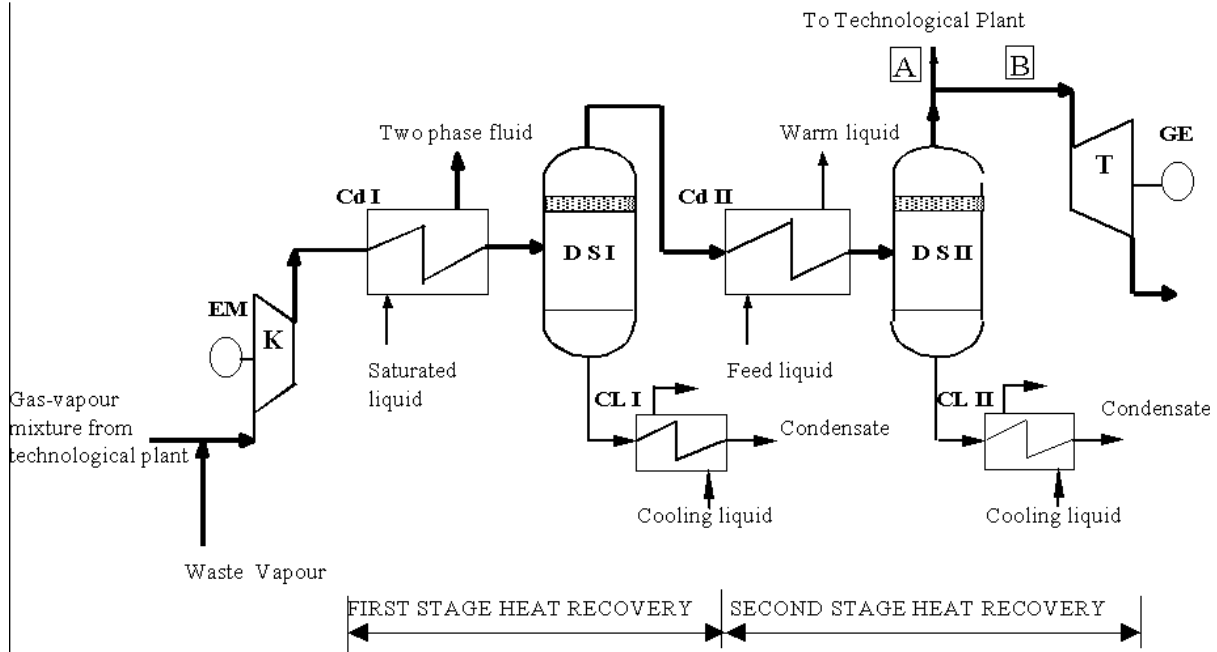 To Technological Plant
A
B
Two phase fluid
Warm liquid
GE
T
Cd I
Cd II
D S I
D S II
EM
K
Saturated
liquid
Feed liquid
Gas-vapour
mixture from
technological plant
CL I
Condensate
CL II
Condensate
Cooling liquid
Cooling liquid
Waste Vapour
FIRST STAGE HEAT RECOVERY
SECOND STAGE HEAT RECOVERY